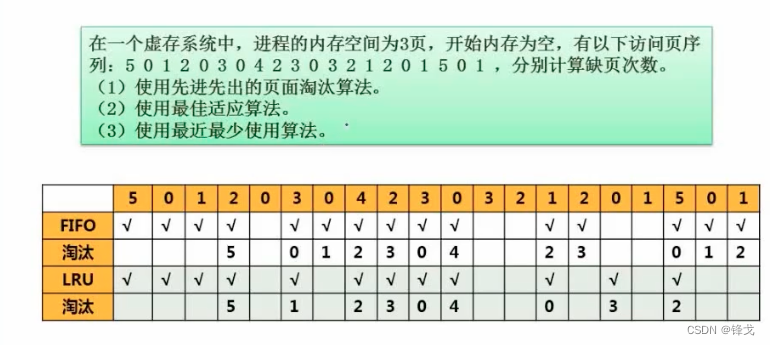 在一个虚存系统中，进程的内存空间为3页，开始内存为空，有以下访问页序
列：5 0 1 2 0 3 0 4 2 3 0 3 2 1 2 0 1 5 0 1 ，分别计算缺页次数。
（1）使用先进先出的页面淘汰算法。
（2）使用最佳适应算法。
（3）使用最近最少使用算法。
5 0 1 2 0 3 0 4 2 3 0 3 2 1 2 0 1 5 0 1
FIFO √ √ √ √ √ √ √ √ √ √ √ √ √ √ √
淘汰 5 0 1 2 3 0 4 2 3 0 1 2
LRU √ √ √ √ √ √ √ √ √ √ √ √
淘汰 5 1 2 3 0 4 0 3 2
CSDN @锋戈